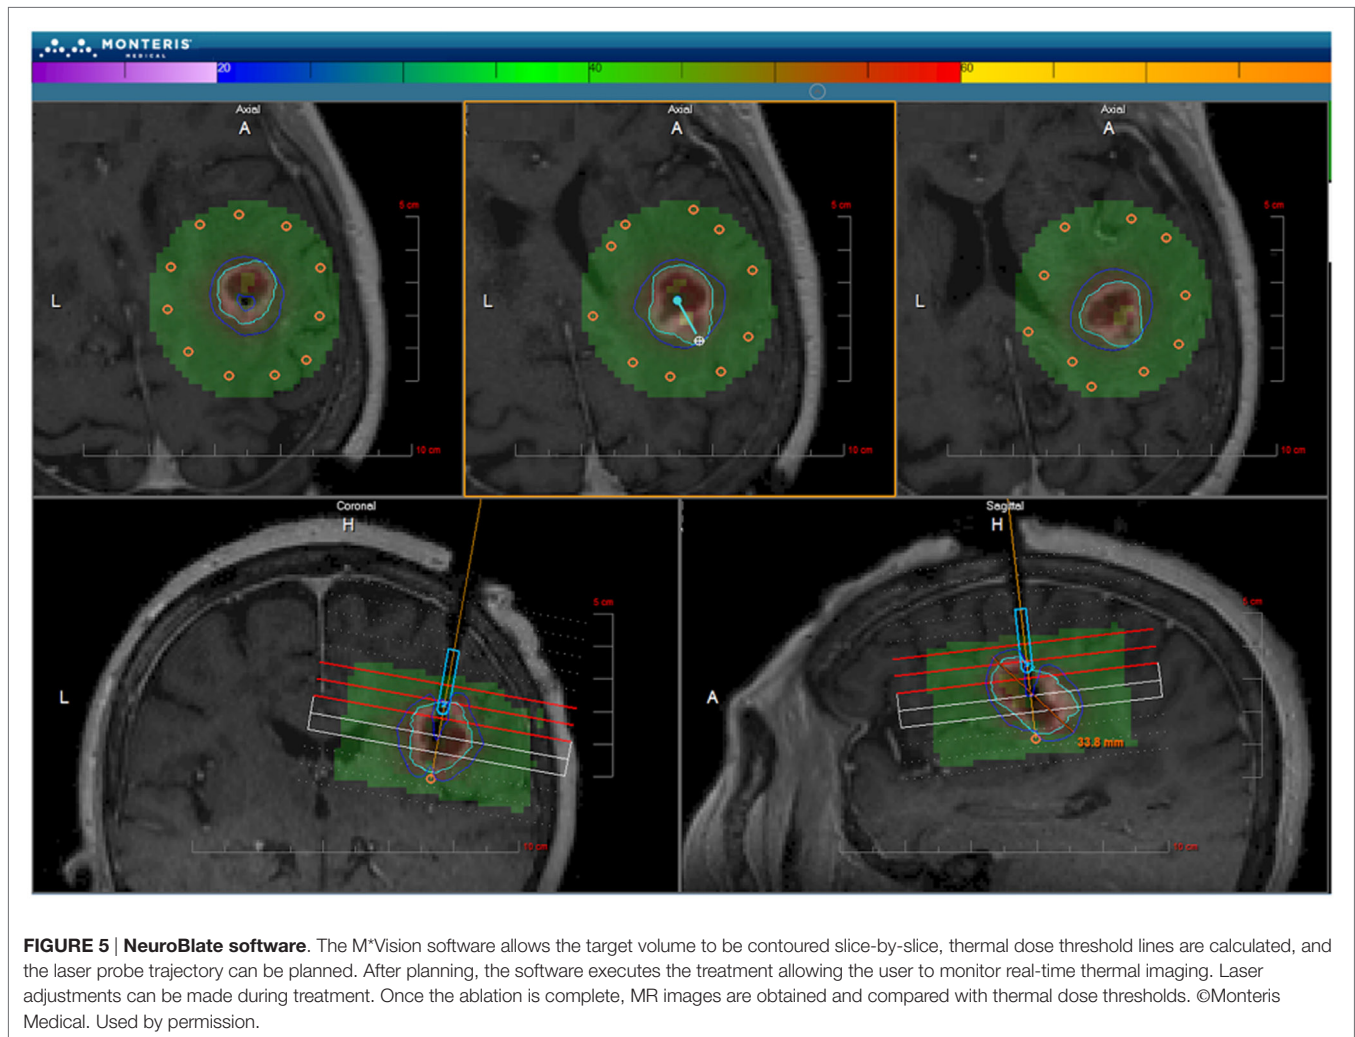 MONTERIS
MEDICAL
20 40 60
Axial Axial Axial
A A A
5 cm 5 cm 5 cm
L L L
10 cm 10 cm 10 cm
Coronal Sagittal
H H
5 cm 5 cm
L A
33.8 mm
10 cm 10 cm
FIGURE 5 | NeuroBlate software. The M*Vision software allows the target volume to be contoured slice-by-slice, thermal dose threshold lines are calculated, and
the laser probe trajectory can be planned. After planning, the software executes the treatment allowing the user to monitor real-time thermal imaging. Laser
adjustments can be made during treatment. Once the ablation is complete, MR images are obtained and compared with thermal dose thresholds. ©Monteris
Medical. Used by permission.